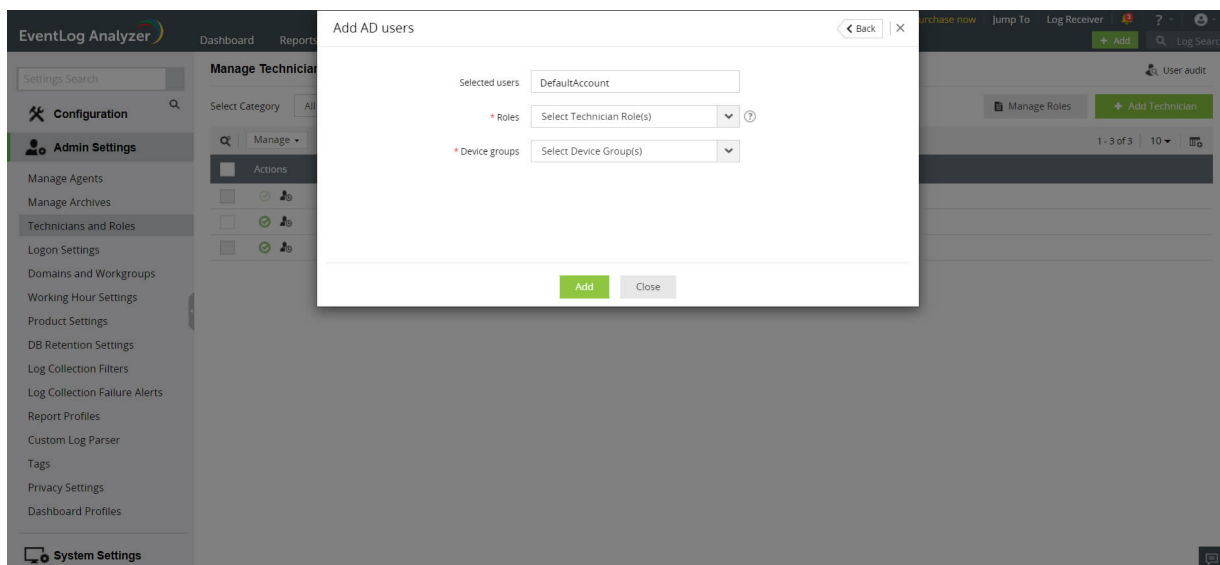 EventLog Analyzer
Dashboard Reports
Jump To Log Receiver ?
+ Add Log Searc
Settings Search
Configuration
Admin Settings
Manage Agents
Manage Archives
Technicians and Roles
Logon Settings
Domains and Workgroups
Working Hour Settings
Product Settings
DB Retention Settings
Log Collection Filters
Log Collection Failure Alerts
Report Profiles
Custom Log Parser
Tags
Privacy Settings
Dashboard Profiles
System Settings
Manage Technician
User audit
Select Category All
Manage Roles + Add Technician
Manage
1 - 3 of 3 10
Actions
Add AD users
Back
Selected users DefaultAccount
* Roles Select Technician Role(s) ?
* Device groups Select Device Group(s)
Add Close